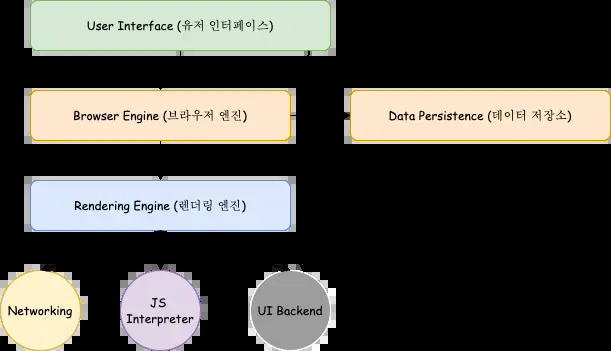 User Interface (유저 인터페이스)
Browser Engine (브라우저 엔진)
Data Persistence (데이터 저장소)
Rendering Engine (렌더링 엔진)
Networking
JS
Interpreter
UI Backend